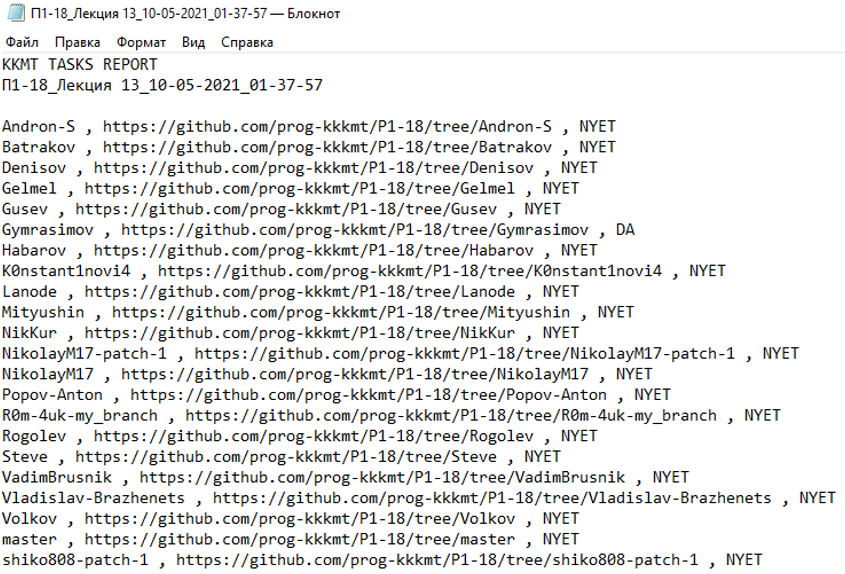 П1-18_Лекция 13_10-05-2021_01-37-57 — Блокнот
Файл Правка Формат Вид Справка
KKMT TASKS REPORT
П1-18_Лекция 13_10-05-2021_01-37-57
Andron-S , https://github.com/prog-kkkmt/P1-18/tree/Andron-S , NYET
Batrakov , https://github.com/prog-kkkmt/P1-18/tree/Batrakov , NYET
Denisov , https://github.com/prog-kkkmt/P1-18/tree/Denisov , NYET
Gelmel , https://github.com/prog-kkkmt/P1-18/tree/Gelmel , NYET
Gusev , https://github.com/prog-kkkmt/P1-18/tree/Gusev , NYET
Gymrasimov , https://github.com/prog-kkkmt/P1-18/tree/Gymrasimov , DA
Habarov , https://github.com/prog-kkkmt/P1-18/tree/Habarov , NYET
K0nstant1novi4 , https://github.com/prog-kkkmt/P1-18/tree/K0nstant1novi4 , NYET
Lanode , https://github.com/prog-kkkmt/P1-18/tree/Lanode , NYET
Mityushin , https://github.com/prog-kkkmt/P1-18/tree/Mityushin , NYET
NikKur , https://github.com/prog-kkkmt/P1-18/tree/NikKur , NYET
NikolayM17-patch-1 , https://github.com/prog-kkkmt/P1-18/tree/NikolayM17-patch-1 , NYET
NikolayM17 , https://github.com/prog-kkkmt/P1-18/tree/NikolayM17 , NYET
Popov-Anton , https://github.com/prog-kkkmt/P1-18/tree/Popov-Anton , NYET
R0m-4uk-my_branch , https://github.com/prog-kkkmt/P1-18/tree/R0m-4uk-my_branch , NYET
Rogolev , https://github.com/prog-kkkmt/P1-18/tree/Rogolev , NYET
Steve , https://github.com/prog-kkkmt/P1-18/tree/Steve , NYET
VadimBrusnik , https://github.com/prog-kkkmt/P1-18/tree/VadimBrusnik , NYET
Vladislav-Brazhenets , https://github.com/prog-kkkmt/P1-18/tree/Vladislav-Brazhenets , NYET
Volkov , https://github.com/prog-kkkmt/P1-18/tree/Volkov , NYET
master , https://github.com/prog-kkkmt/P1-18/tree/master , NYET
shiko808-patch-1 , https://github.com/prog-kkkmt/P1-18/tree/shiko808-patch-1 , NYET